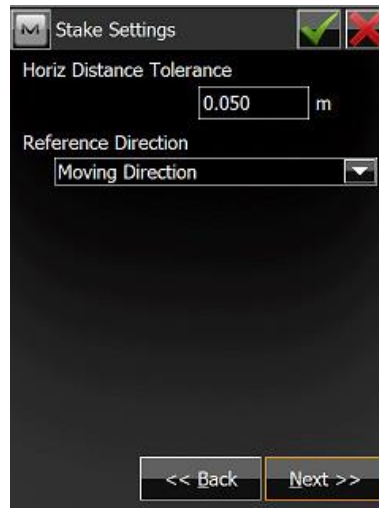 Stake Settings
Horiz Distance Tolerance
0.050 m
Reference Direction
Moving Direction
<< Back Next >>